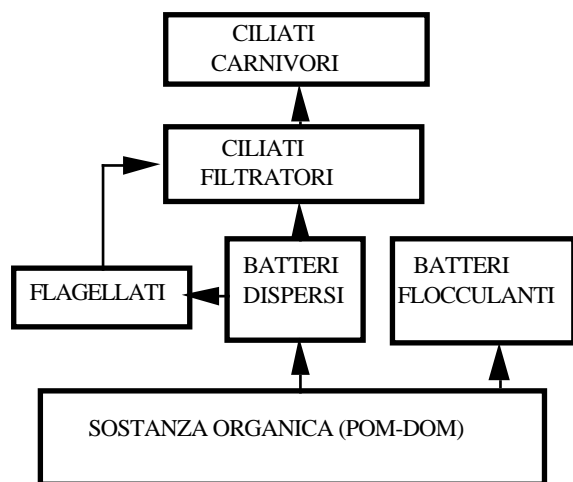 CILIATI
CARNIVORI
CILIATI
FILTRATORI
FLAGELLATI
BATTERI
DISPERSI
BATTERI
FLOCCULANTI
SOSTANZA ORGANICA (POM-DOM)